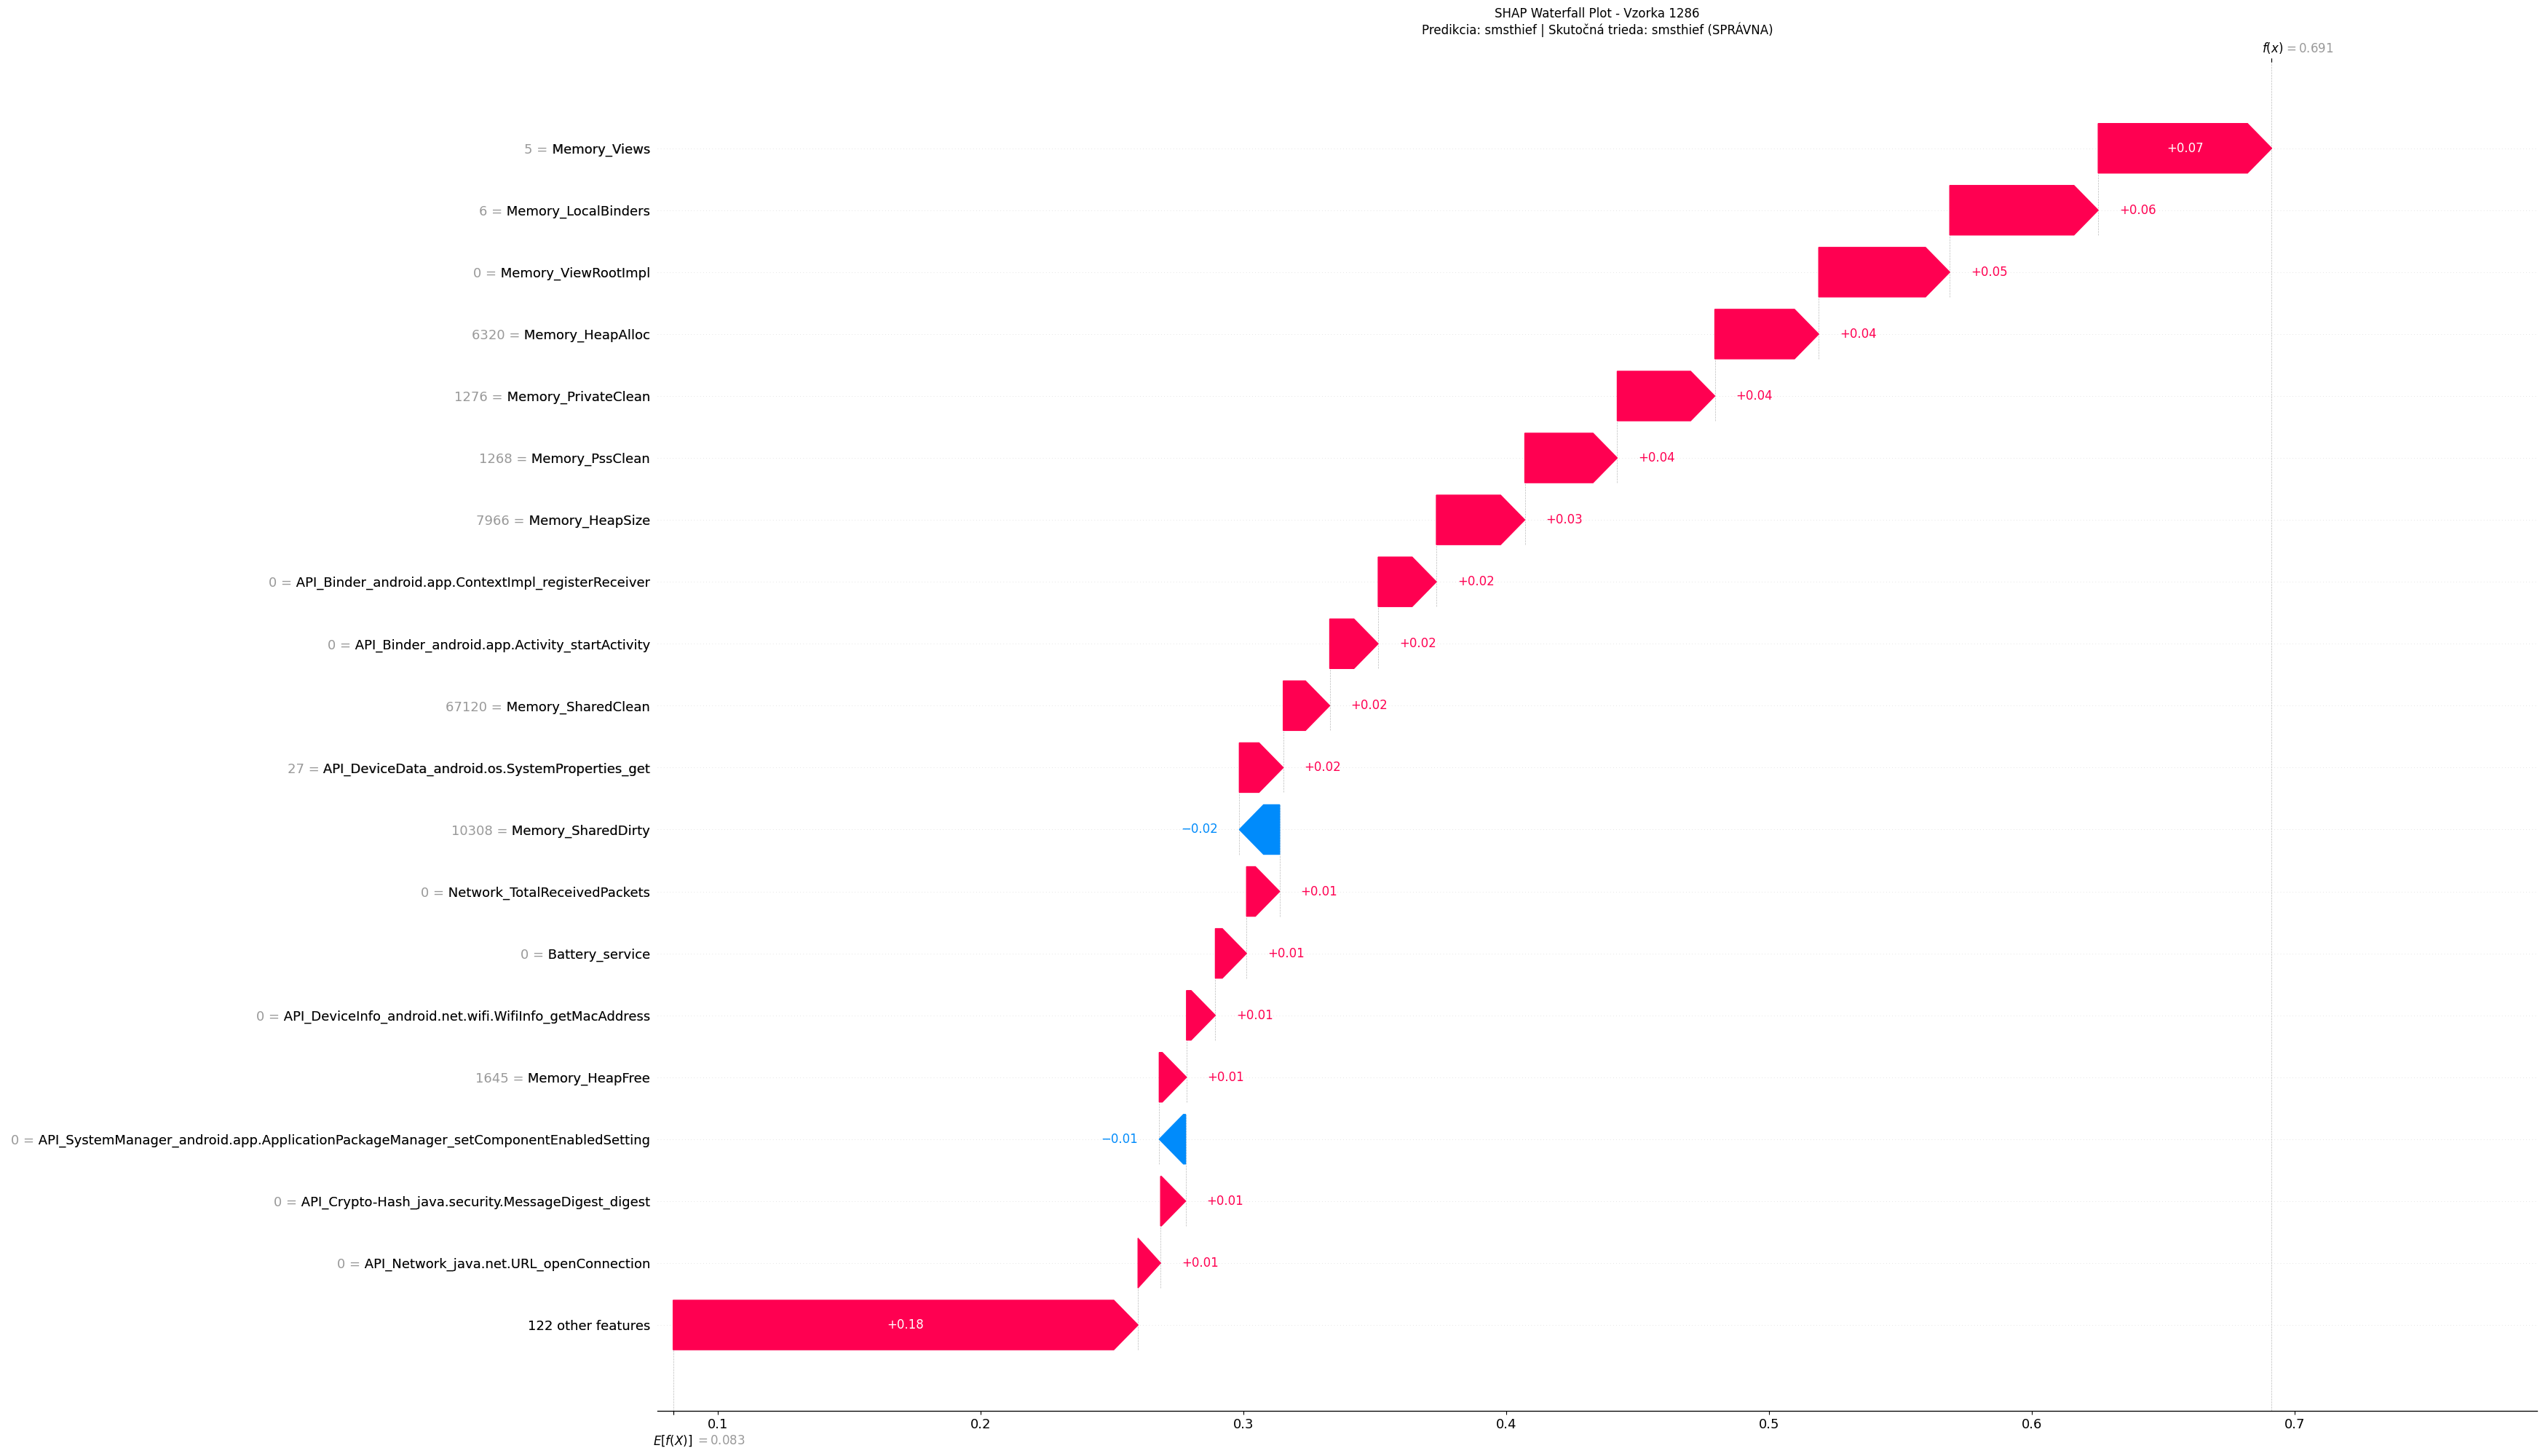 SHAP Waterfall Plot - Vzorka 1286
Predikcia: smsthief | Skutočná trieda: smsthief (SPRÁVNA)
f(x) = 0.691
5 = Memory_Views
+0.07
6 = Memory_LocalBinders
+0.06
0 = Memory_ViewRootImpl
+0.05
6320 = Memory_HeapAlloc
+0.04
1276 = Memory_PrivateClean
+0.04
1268 = Memory_PssClean
+0.04
7966 = Memory_HeapSize
+0.03
0 = API_Binder_android.app.ContextImpl_registerReceiver
+0.02
0 = API_Binder_android.app.Activity_startActivity
+0.02
67120 = Memory_SharedClean
+0.02
27 = API_DeviceData_android.os.SystemProperties_get
+0.02
10308 = Memory_SharedDirty
−0.02
0 = Network_TotalReceivedPackets
+0.01
0 = Battery_service
+0.01
0 = API_DeviceInfo_android.net.wifi.WifiInfo_getMacAddress
+0.01
1645 = Memory_HeapFree
+0.01
0 = API_SystemManager_android.app.ApplicationPackageManager_setComponentEnabledSetting
−0.01
0 = API_Crypto-Hash_java.security.MessageDigest_digest
+0.01
0 = API_Network_java.net.URL_openConnection
+0.01
122 other features
+0.18
0.1 0.2 0.3 0.4 0.5 0.6 0.7
E[f(X)] = 0.083